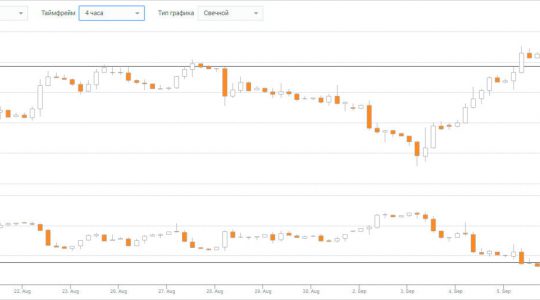 Таймфрейм 4 часа Тип графика Свечной
22. Aug 23. Aug 26. Aug 27. Aug 28. Aug 29. Aug 30. Aug 2. Sep 3. Sep 4. Sep 5. Sep